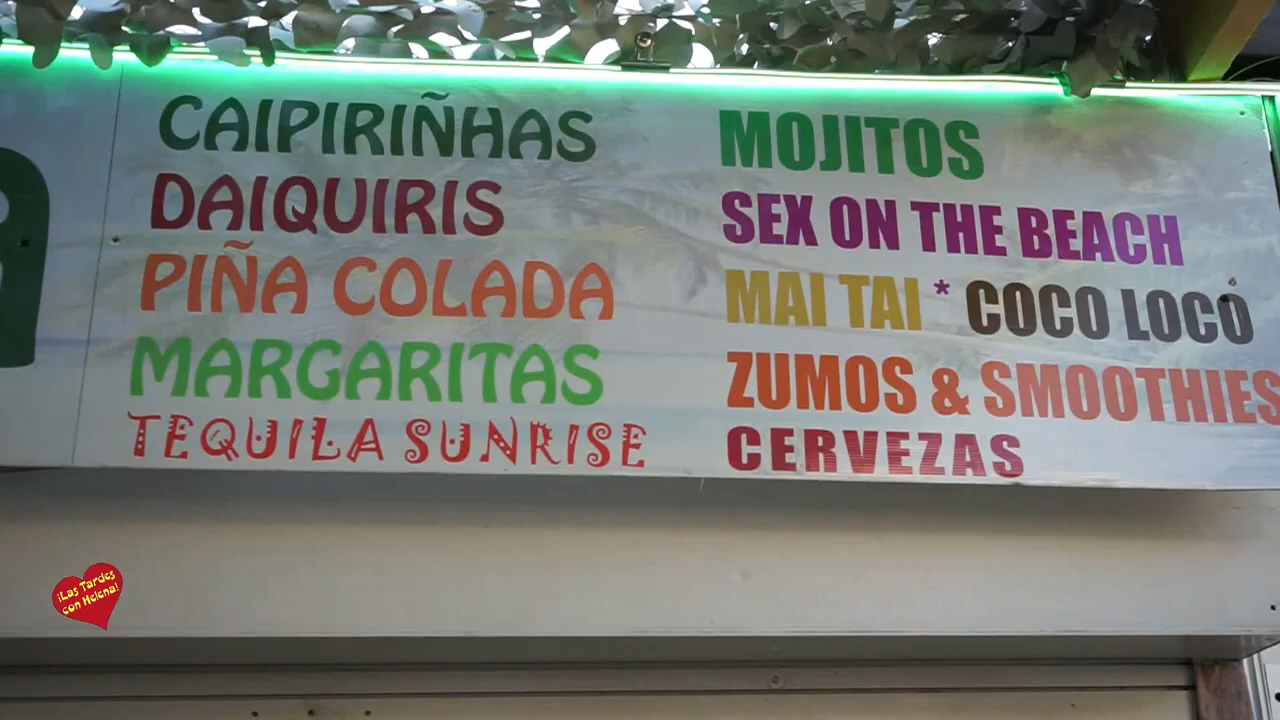 CAIPIRIÑHAS
DAIQUIRIS
PIÑA COLADA
MARGARITAS
TEQUILA SUNRISE
MOJITOS
SEX ON THE BEACH
MAI TAI * COCO LOCO
ZUMOS & SMOOTHIES
CERVEZAS
¡Las Tardes
con Helena!